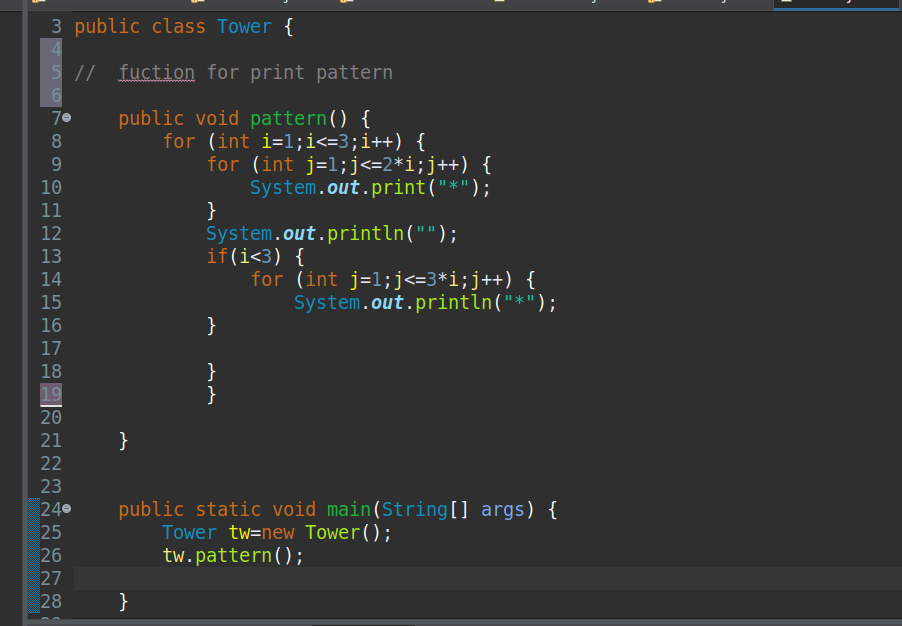 3 public class Tower {
4
5 //  fuction for print pattern
6
7     public void pattern() {
8         for (int i=1;i<=3;i++) {
9             for (int j=1;j<=2*i;j++) {
10                 System.out.print("*");
11             }
12             System.out.println("");
13             if(i<3) {
14                 for (int j=1;j<=3*i;j++) {
15                     System.out.println("*");
16             }
17
18             }
19             }
20
21     }
22
23
24     public static void main(String[] args) {
25         Tower tw=new Tower();
26         tw.pattern();
27
28     }